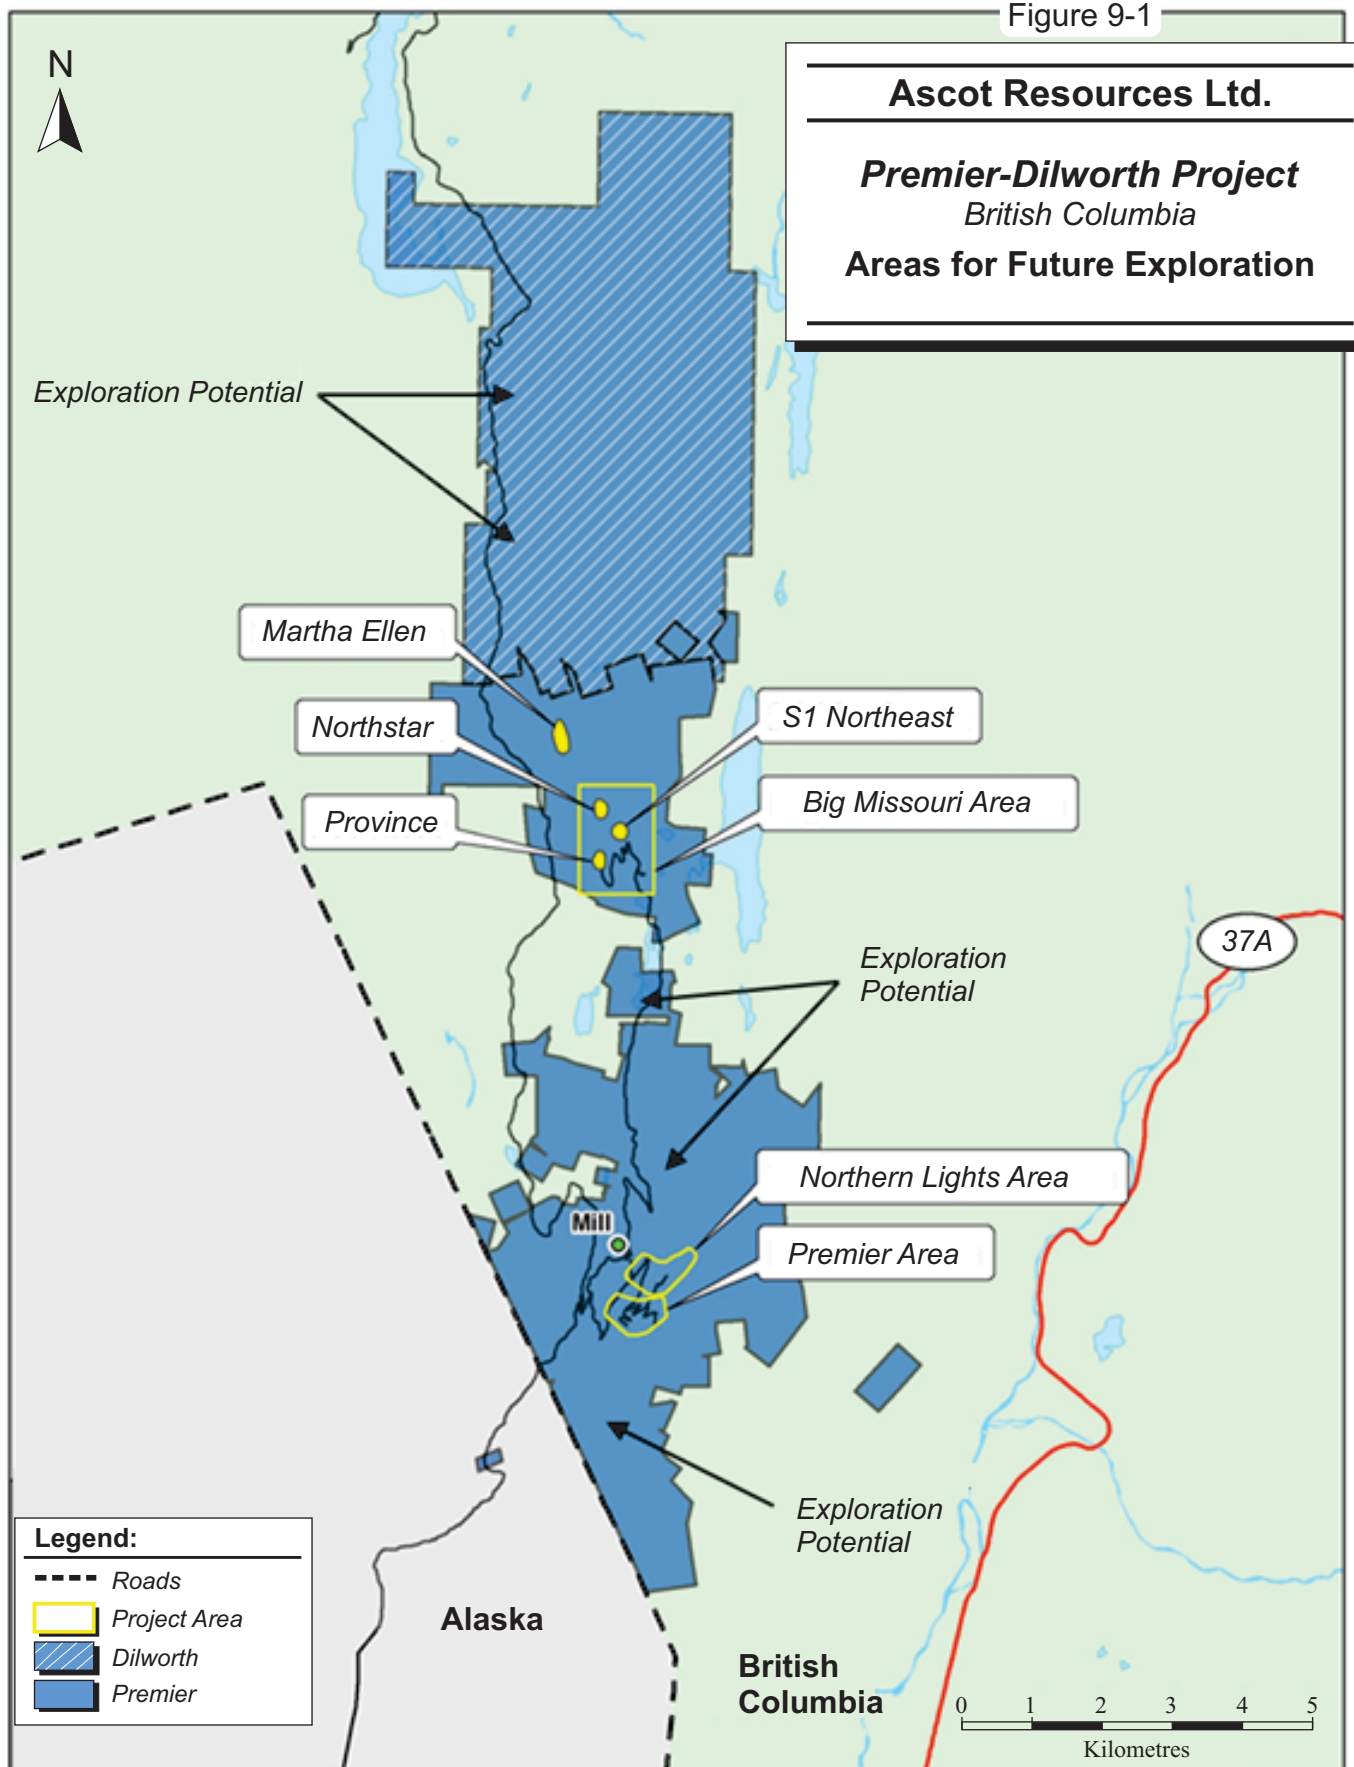 Figure 9-1
N
Ascot Resources Ltd.
Premier-Dilworth Project
British Columbia
Areas for Future Exploration
Exploration Potential
Martha Ellen
Northstar
S1 Northeast
Big Missouri Area
Province
37A
Exploration
Potential
Northern Lights Area
Mill
Premier Area
Exploration
Potential
Legend:
Roads
Project Area
Dilworth
Premier
Alaska
British
Columbia
0 1 2 3 4 5
Kilometres